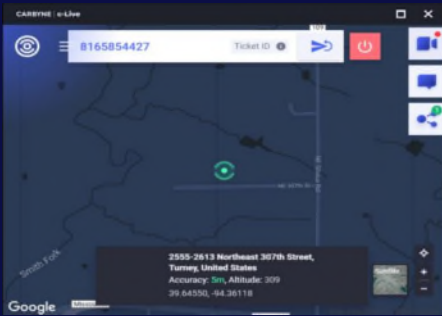 CARBYNE | c-Live
8165854427
Ticket ID
Smith Fork
2555-2613 Northeast 307th Street,
Turney, United States
Accuracy: 5m, Altitude: 309
39.64550, -94.36118
Satellite
Google